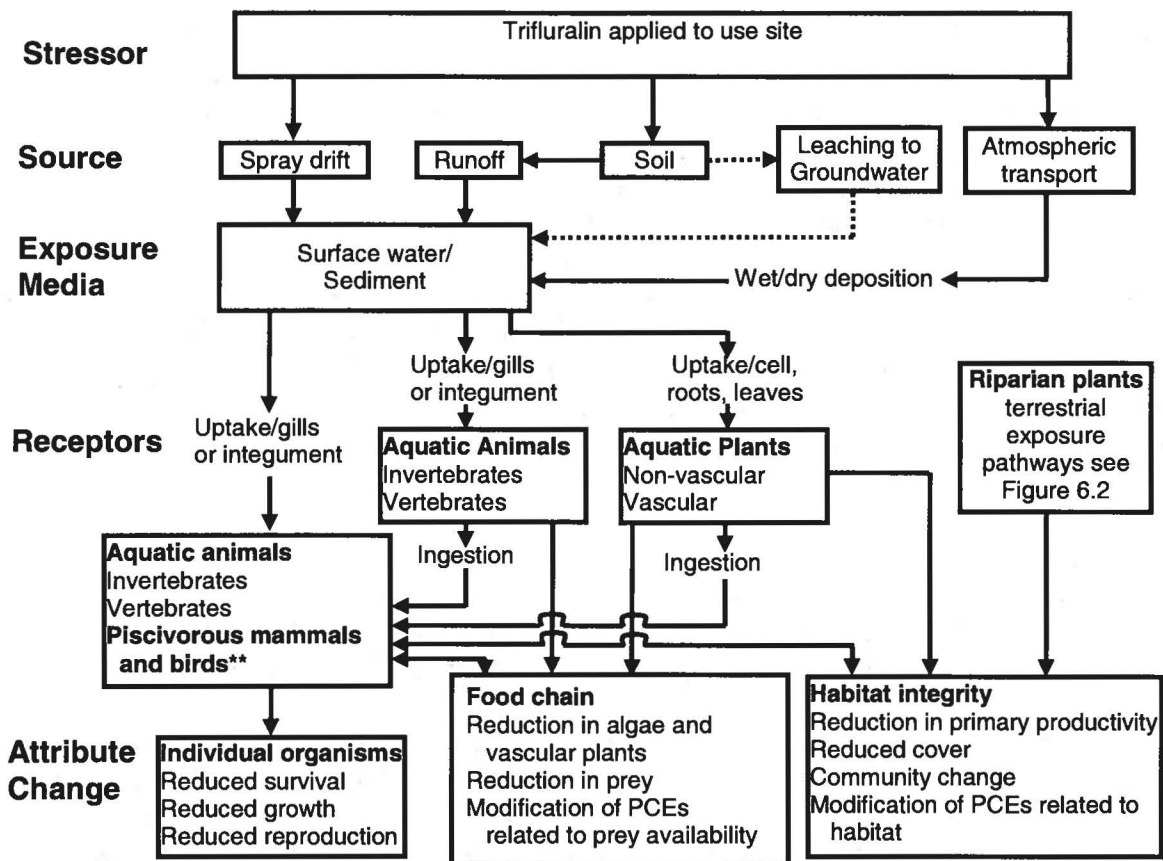 Stressor
Trifluralin applied to use site
Source
Spray drift
Runoff
Soil
Leaching to
Groundwater
Atmospheric
transport
Exposure
Media
Surface water/
Sediment
Wet/dry deposition
Receptors
Uptake/gills
or integument
Uptake/gills
or integument
Uptake/cell,
roots, leaves
Riparian plants
terrestrial
exposure
pathways see
Figure 6.2
Aquatic Animals
Invertebrates
Vertebrates
Aquatic Plants
Non-vascular
Vascular
Ingestion
Ingestion
Aquatic animals
Invertebrates
Vertebrates
Piscivorous mammals
and birds**
Attribute
Change
Individual organisms
Reduced survival
Reduced growth
Reduced reproduction
Food chain
Reduction in algae and
vascular plants
Reduction in prey
Modification of PCEs
related to prey availability
Habitat integrity
Reduction in primary productivity
Reduced cover
Community change
Modification of PCEs related to
habitat